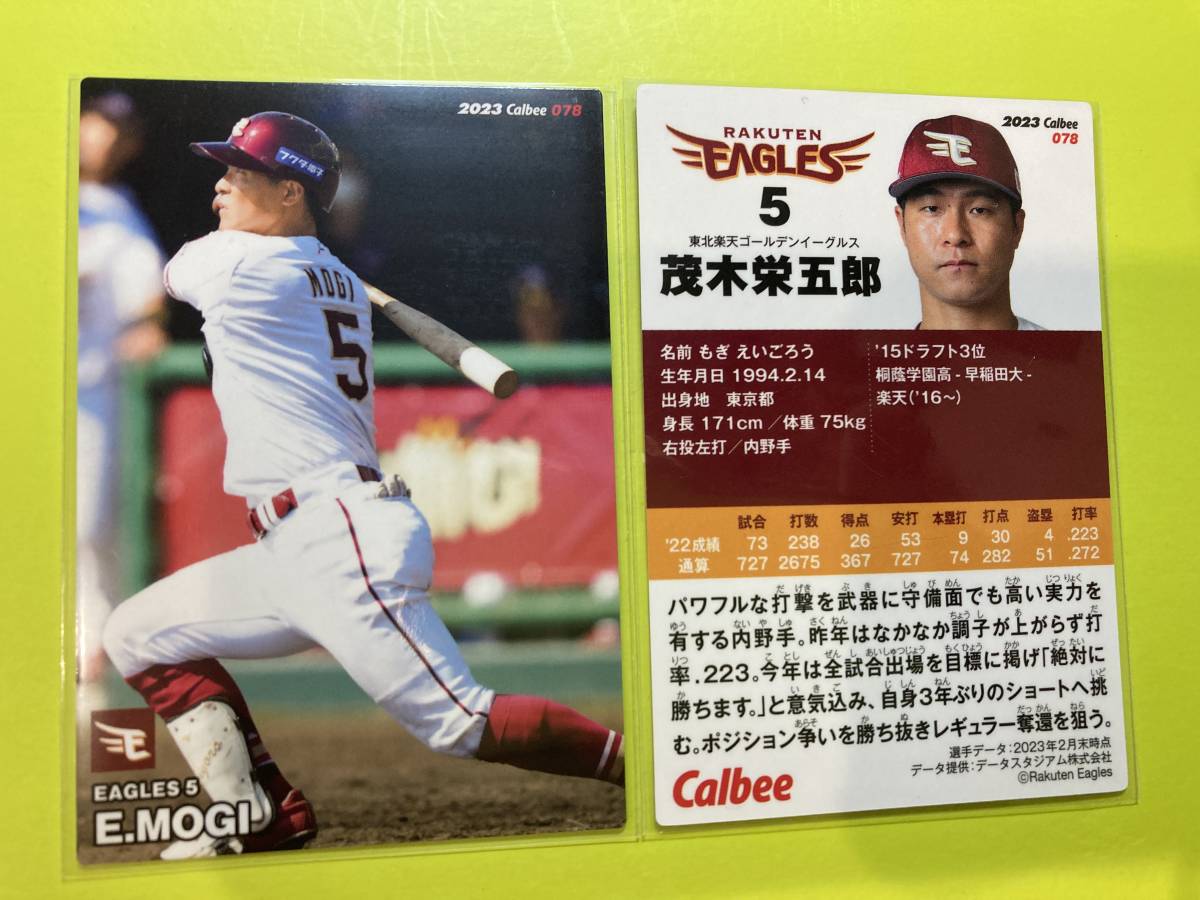 2023 Calbee 078
フクダ電子
MOGI
5
EAGLES 5
E.MOGI
2023 Calbee
078
RAKUTEN
EAGLES
5
東北楽天ゴールデンイーグルス
茂木栄五郎
名前 もぎ えいごろう
生年月日 1994.2.14
出身地 東京都
身長 171cm／体重 75kg
右投左打／内野手
'15ドラフト3位
桐蔭学園高 - 早稲田大 -
楽天('16〜)
試合 打数 得点 安打 本塁打 打点 盗塁 打率
'22成績 73 238 26 53 9 30 4 .223
通算 727 2675 367 727 74 282 51 .272
パワフルな打撃を武器に守備面でも高い実力を
有する内野手。昨年はなかなか調子が上がらず打
率.223。今年は全試合出場を目標に掲げ「絶対に
勝ちます。」と意気込み、自身3年ぶりのショートへ挑
む。ポジション争いを勝ち抜きレギュラー奪還を狙う。
選手データ：2023年2月末時点
データ提供：データスタジアム株式会社
©Rakuten Eagles
Calbee